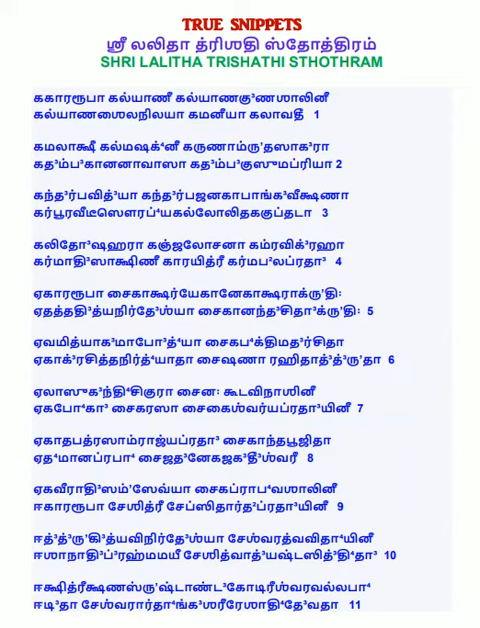 TRUE SNIPPETS
ஸ்ரீ லலிதா த்ரிஶதி ஸ்தோத்திரம்
SHRI LALITHA TRISHATHI STHOTHRAM
ககாரரூபா கல்யாணீ கல்யாணகு³ணஶாலினீ
கல்யாணஶைலநிலயா கமனீயா கலாவதீ 1
கமலாக்ஷீ கல்மஷக்⁴னீ கருணாம்ருʼதஸாக³ரா
கத³ம்ப³கானனாவாஸா கத³ம்ப³குஸுமப்ரியா 2
கந்த³ர்பவித்³யா கந்த³ர்பஜனகாபாங்க³வீக்ஷணா
கர்பூரவீடீஸௌரப்⁴யகல்லோலிதககுப்தடா 3
கலிதோ³ஷஹரா கஞ்ஜலோசனா கம்ரவிக்³ரஹா
கர்மாதி³ஸாக்ஷிணீ காரயித்ரீ கர்மப²லப்ரதா³ 4
ஏகாரரூபா சைகாக்ஷர்யேகானேகாக்ஷராக்ருʼதி꞉
ஏதத்ததி³த்யநிர்தே³ஶ்யா சைகானந்த³சிதா³க்ருʼதி꞉ 5
ஏவமித்யாக³மாபோ³த்⁴யா சைகப⁴க்திமத³ர்சிதா
ஏகாக்³ரசித்தநிர்த்⁴யாதா சைஷணா ரஹிதாத்³த்³ருʼதா 6
ஏலாஸுக³ந்தி⁴சிகுரா சைன꞉ கூடவிநாஶினீ
ஏகபோ⁴கா³ சைகரஸா சைகைஶ்வர்யப்ரதா³யினீ 7
ஏகாதபத்ரஸாம்ராஜ்யப்ரதா³ சைகாந்தபூஜிதா
ஏத⁴மானப்ரபா⁴ சைஜத³னேகஜக³தீ³ஶ்வரீ 8
ஏகவீராதி³ஸம்ʼஸேவ்யா சைகப்ராப⁴வஶாலினீ
ஈகாரரூபா சேஶித்ரீ சேப்ஸிதார்த²ப்ரதா³யினீ 9
ஈத்³ருʼகி³த்யவிநிர்தே³ஶ்யா சேஶ்வரத்வவிதா⁴யினீ
ஈஶாநாதி³ப்³ரஹ்மமயீ சேஶித்வாத்³யஷ்டஸித்³தி⁴தா³ 10
ஈக்ஷித்ரீக்ஷணஸ்ருʼஷ்டாண்ட³கோடிரீஶ்வரவல்லபா⁴
ஈடி³தா சேஶ்வரார்தா⁴ங்க³ஶரீரேஶாதி⁴தே³வதா 11